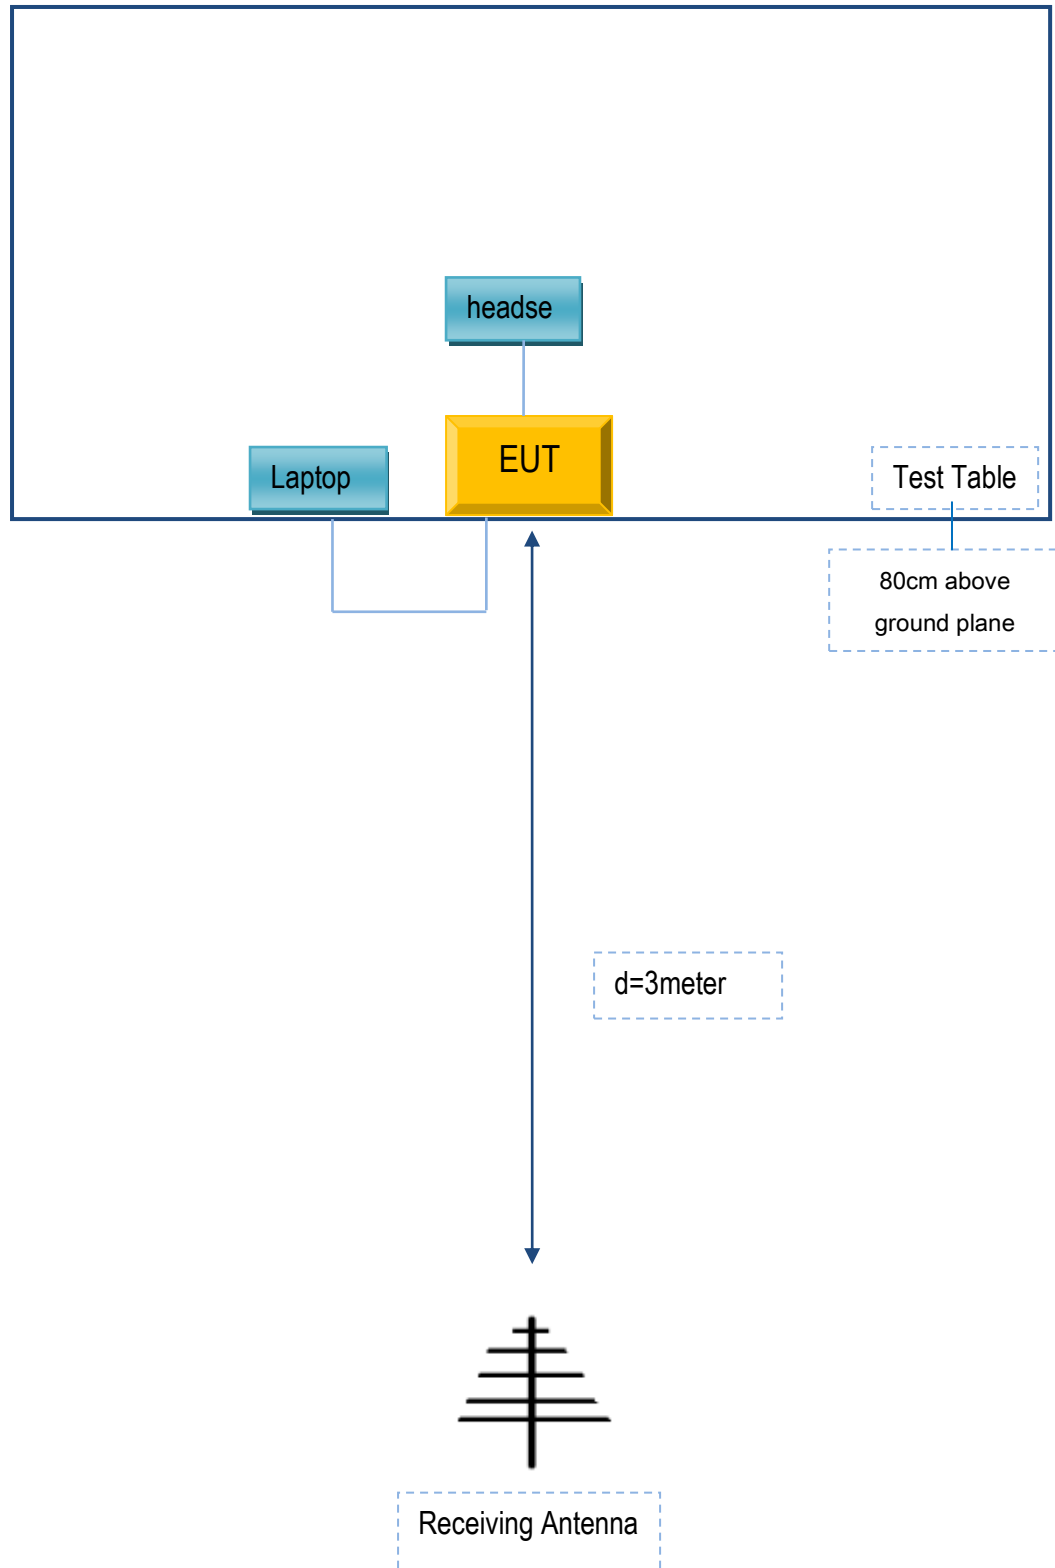 headse
EUT
Laptop
Test Table
80cm above
ground plane
d=3meter
Receiving Antenna